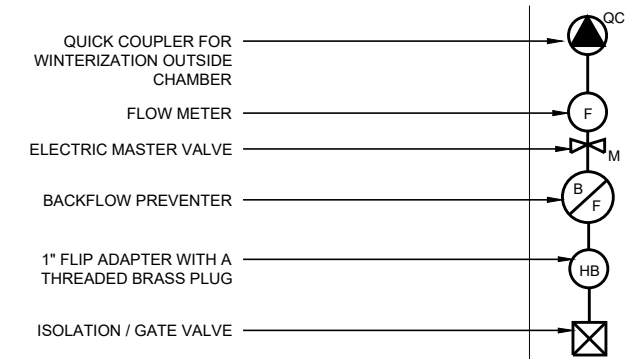 QC
QUICK COUPLER FOR
WINTERIZATION OUTSIDE
CHAMBER
FLOW METER
F
ELECTRIC MASTER VALVE
M
BACKFLOW PREVENTER
B
F
1" FLIP ADAPTER WITH A
THREADED BRASS PLUG
HB
ISOLATION / GATE VALVE